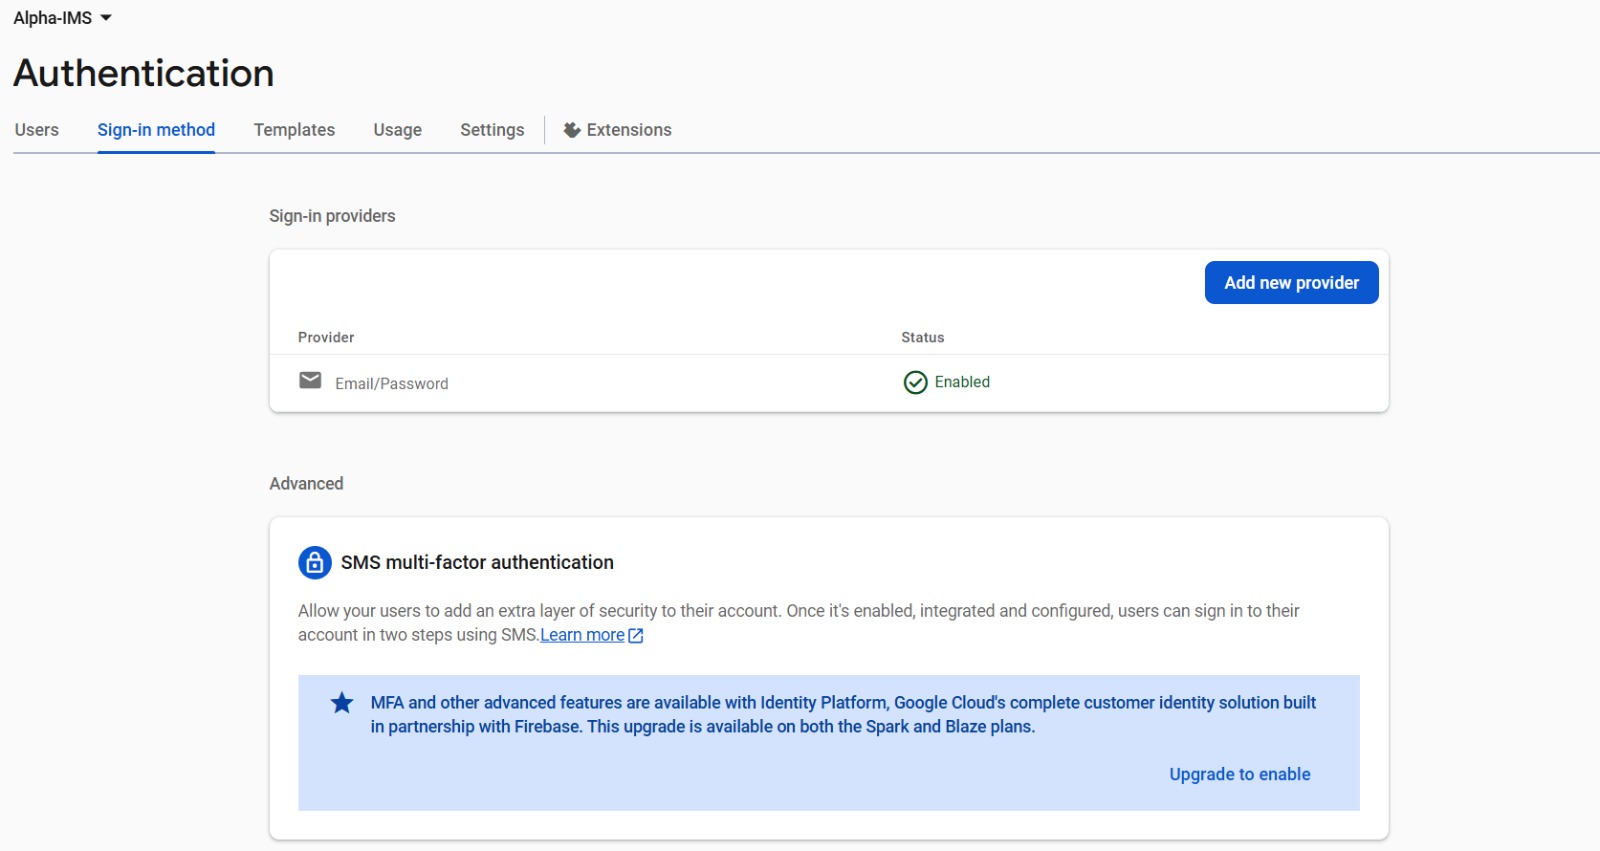 Alpha-IMS
Authentication
Users Sign-in method Templates Usage Settings Extensions
Sign-in providers
Add new provider
Provider Status
Email/Password Enabled
Advanced
SMS multi-factor authentication
Allow your users to add an extra layer of security to their account. Once it's enabled, integrated and configured, users can sign in to their
account in two steps using SMS.Learn more
MFA and other advanced features are available with Identity Platform, Google Cloud's complete customer identity solution built
in partnership with Firebase. This upgrade is available on both the Spark and Blaze plans.
Upgrade to enable